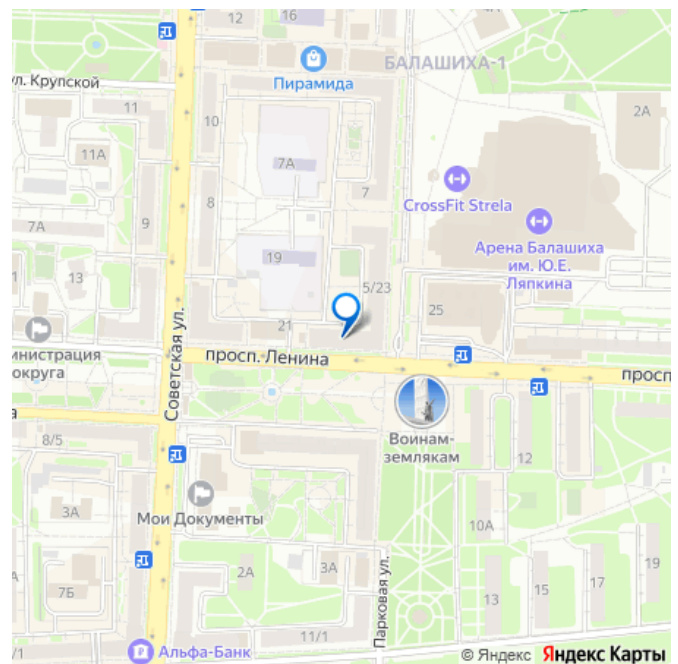 12
16
БАЛАШИХА-1
Пирамида
ул. Крупской
2А
11
10
11А
7А
7
CrossFit Strela
8
7А
9
Арена Балашиха
им. Ю.Е.
Ляпкина
19
13
5/23
25
21
министрация
округа
просп. Ленина
просп
Советская ул.
а
Воинам-
землякам
8/5
12
Мои Документы
3А
10А
2А
3А
19
17
15
13
7Б
Парковая ул.
11/1
/1
Альфа-Банк
© Яндекс Яндекс Карты